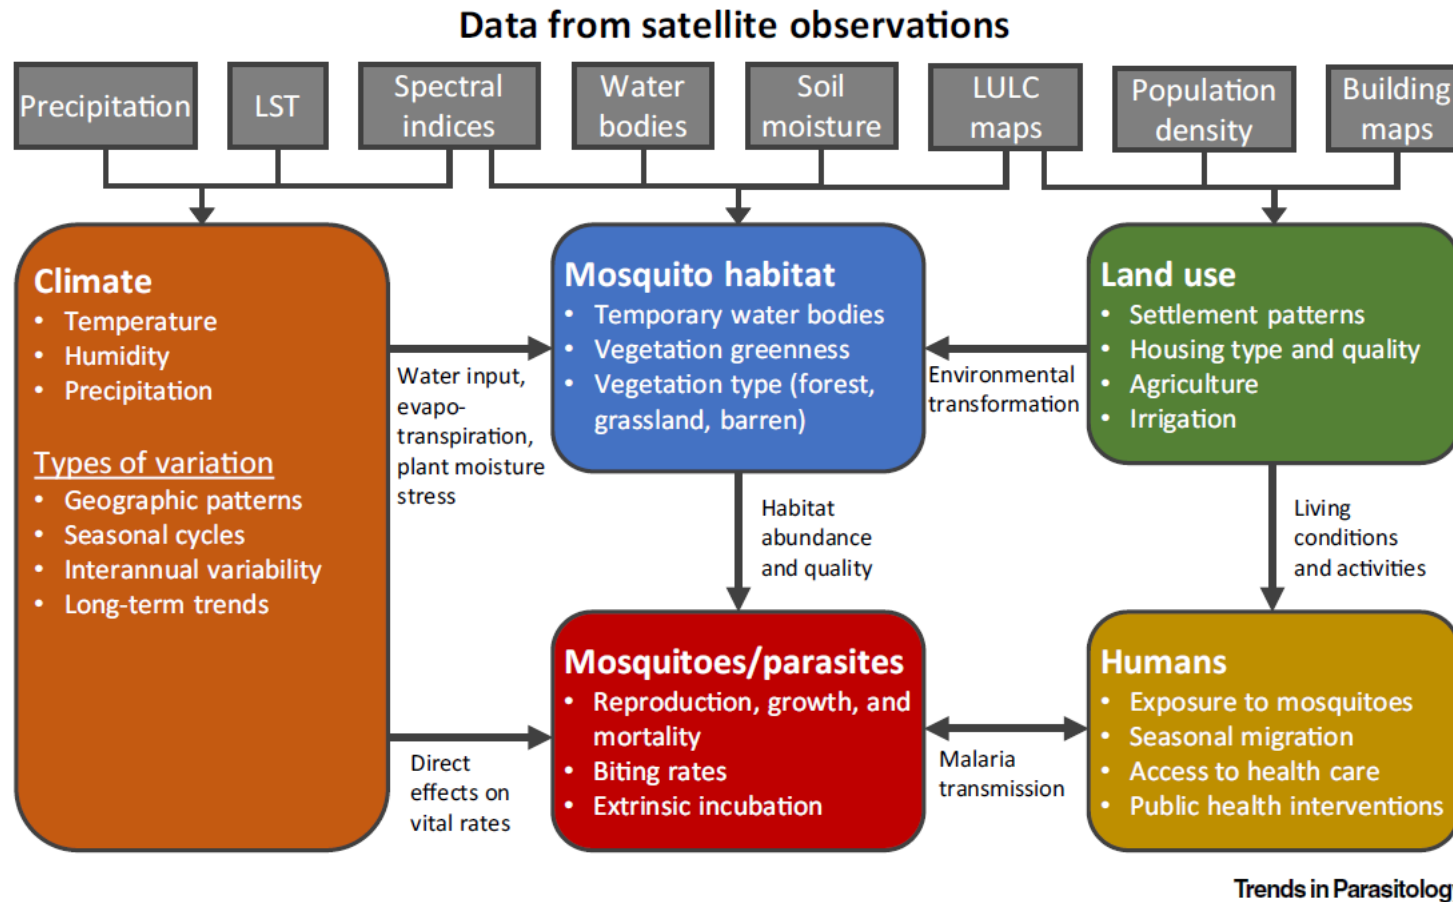 Data from satellite observations
Precipitation
LST
Spectral
indices
Water
bodies
Soil
moisture
LULC
maps
Population
density
Building
maps
Climate
• Temperature
• Humidity
• Precipitation
Types of variation
• Geographic patterns
• Seasonal cycles
• Interannual variability
• Long-term trends
Water input,
evapo-
transpiration,
plant moisture
stress
Mosquito habitat
• Temporary water bodies
• Vegetation greenness
• Vegetation type (forest,
grassland, barren)
Environmental
transformation
Land use
• Settlement patterns
• Housing type and quality
• Agriculture
• Irrigation
Habitat
abundance
and quality
Living
conditions
and activities
Direct
effects on
vital rates
Mosquitoes/parasites
• Reproduction, growth, and
mortality
• Biting rates
• Extrinsic incubation
Malaria
transmission
Humans
• Exposure to mosquitoes
• Seasonal migration
• Access to health care
• Public health interventions
Trends in Parasitology